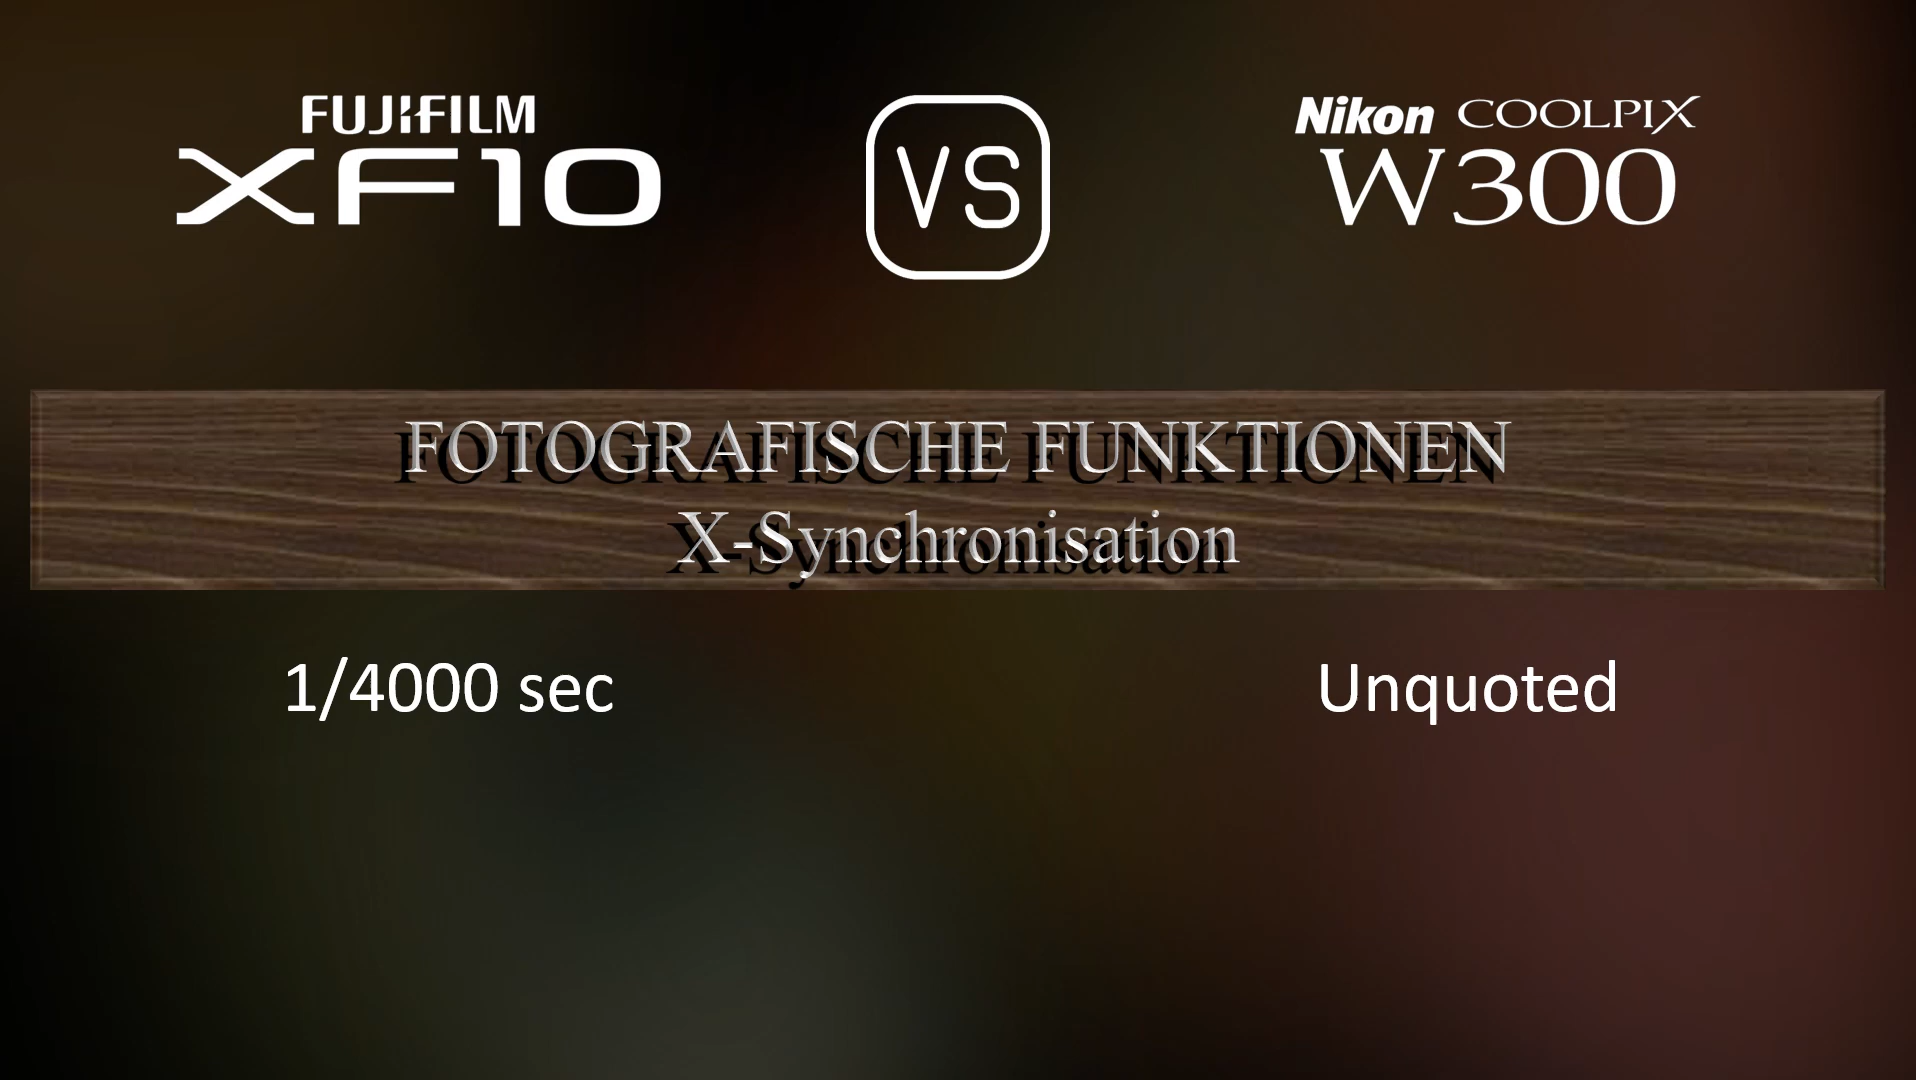 FUJIFILM
XF10
VS
Nikon COOLPIX
W300
FOTOGRAFISCHE FUNKTIONEN
X-Synchronisation
1/4000 sec
Unquoted